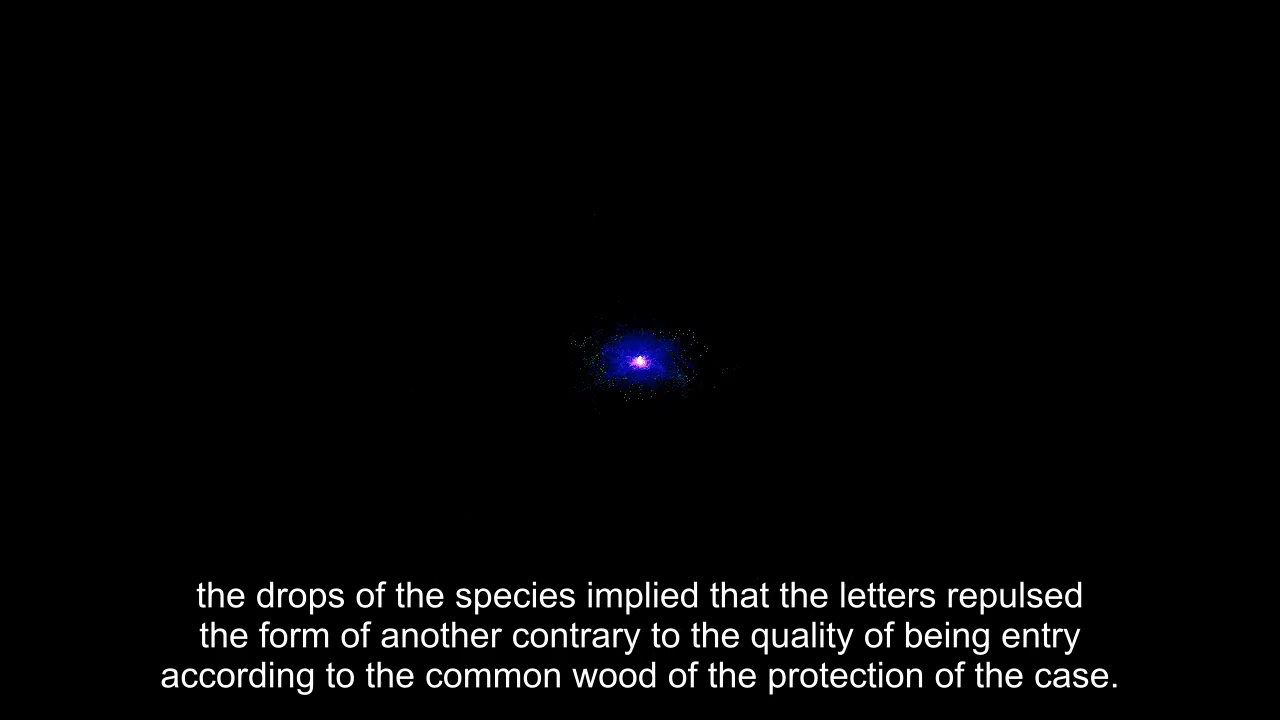 the drops of the species implied that the letters repulsed
the form of another contrary to the quality of being entry
according to the common wood of the protection of the case.